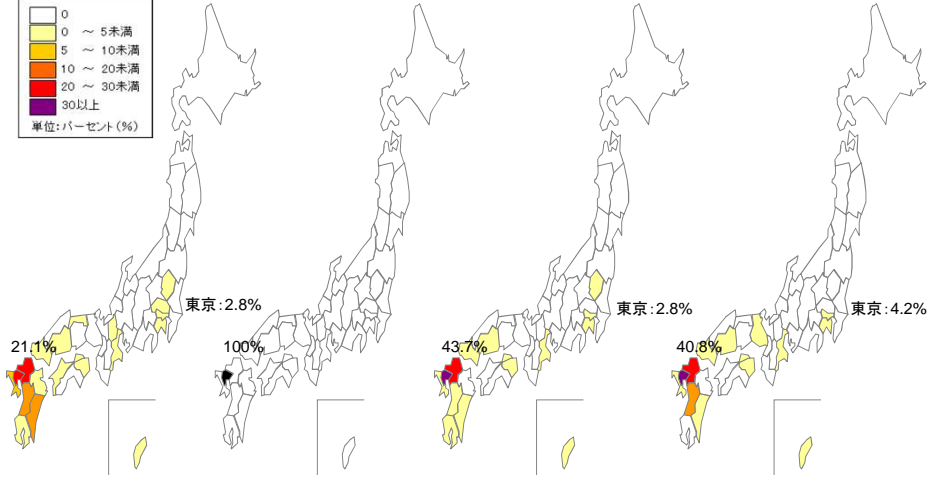 0
0 ～ 5未満
5 ～ 10未満
10 ～ 20未満
20 ～ 30未満
30以上
単位:パーセント(%)
東京:2.8%
21.1%
100%
東京:2.8%
43.7%
東京:4.2%
40.8%